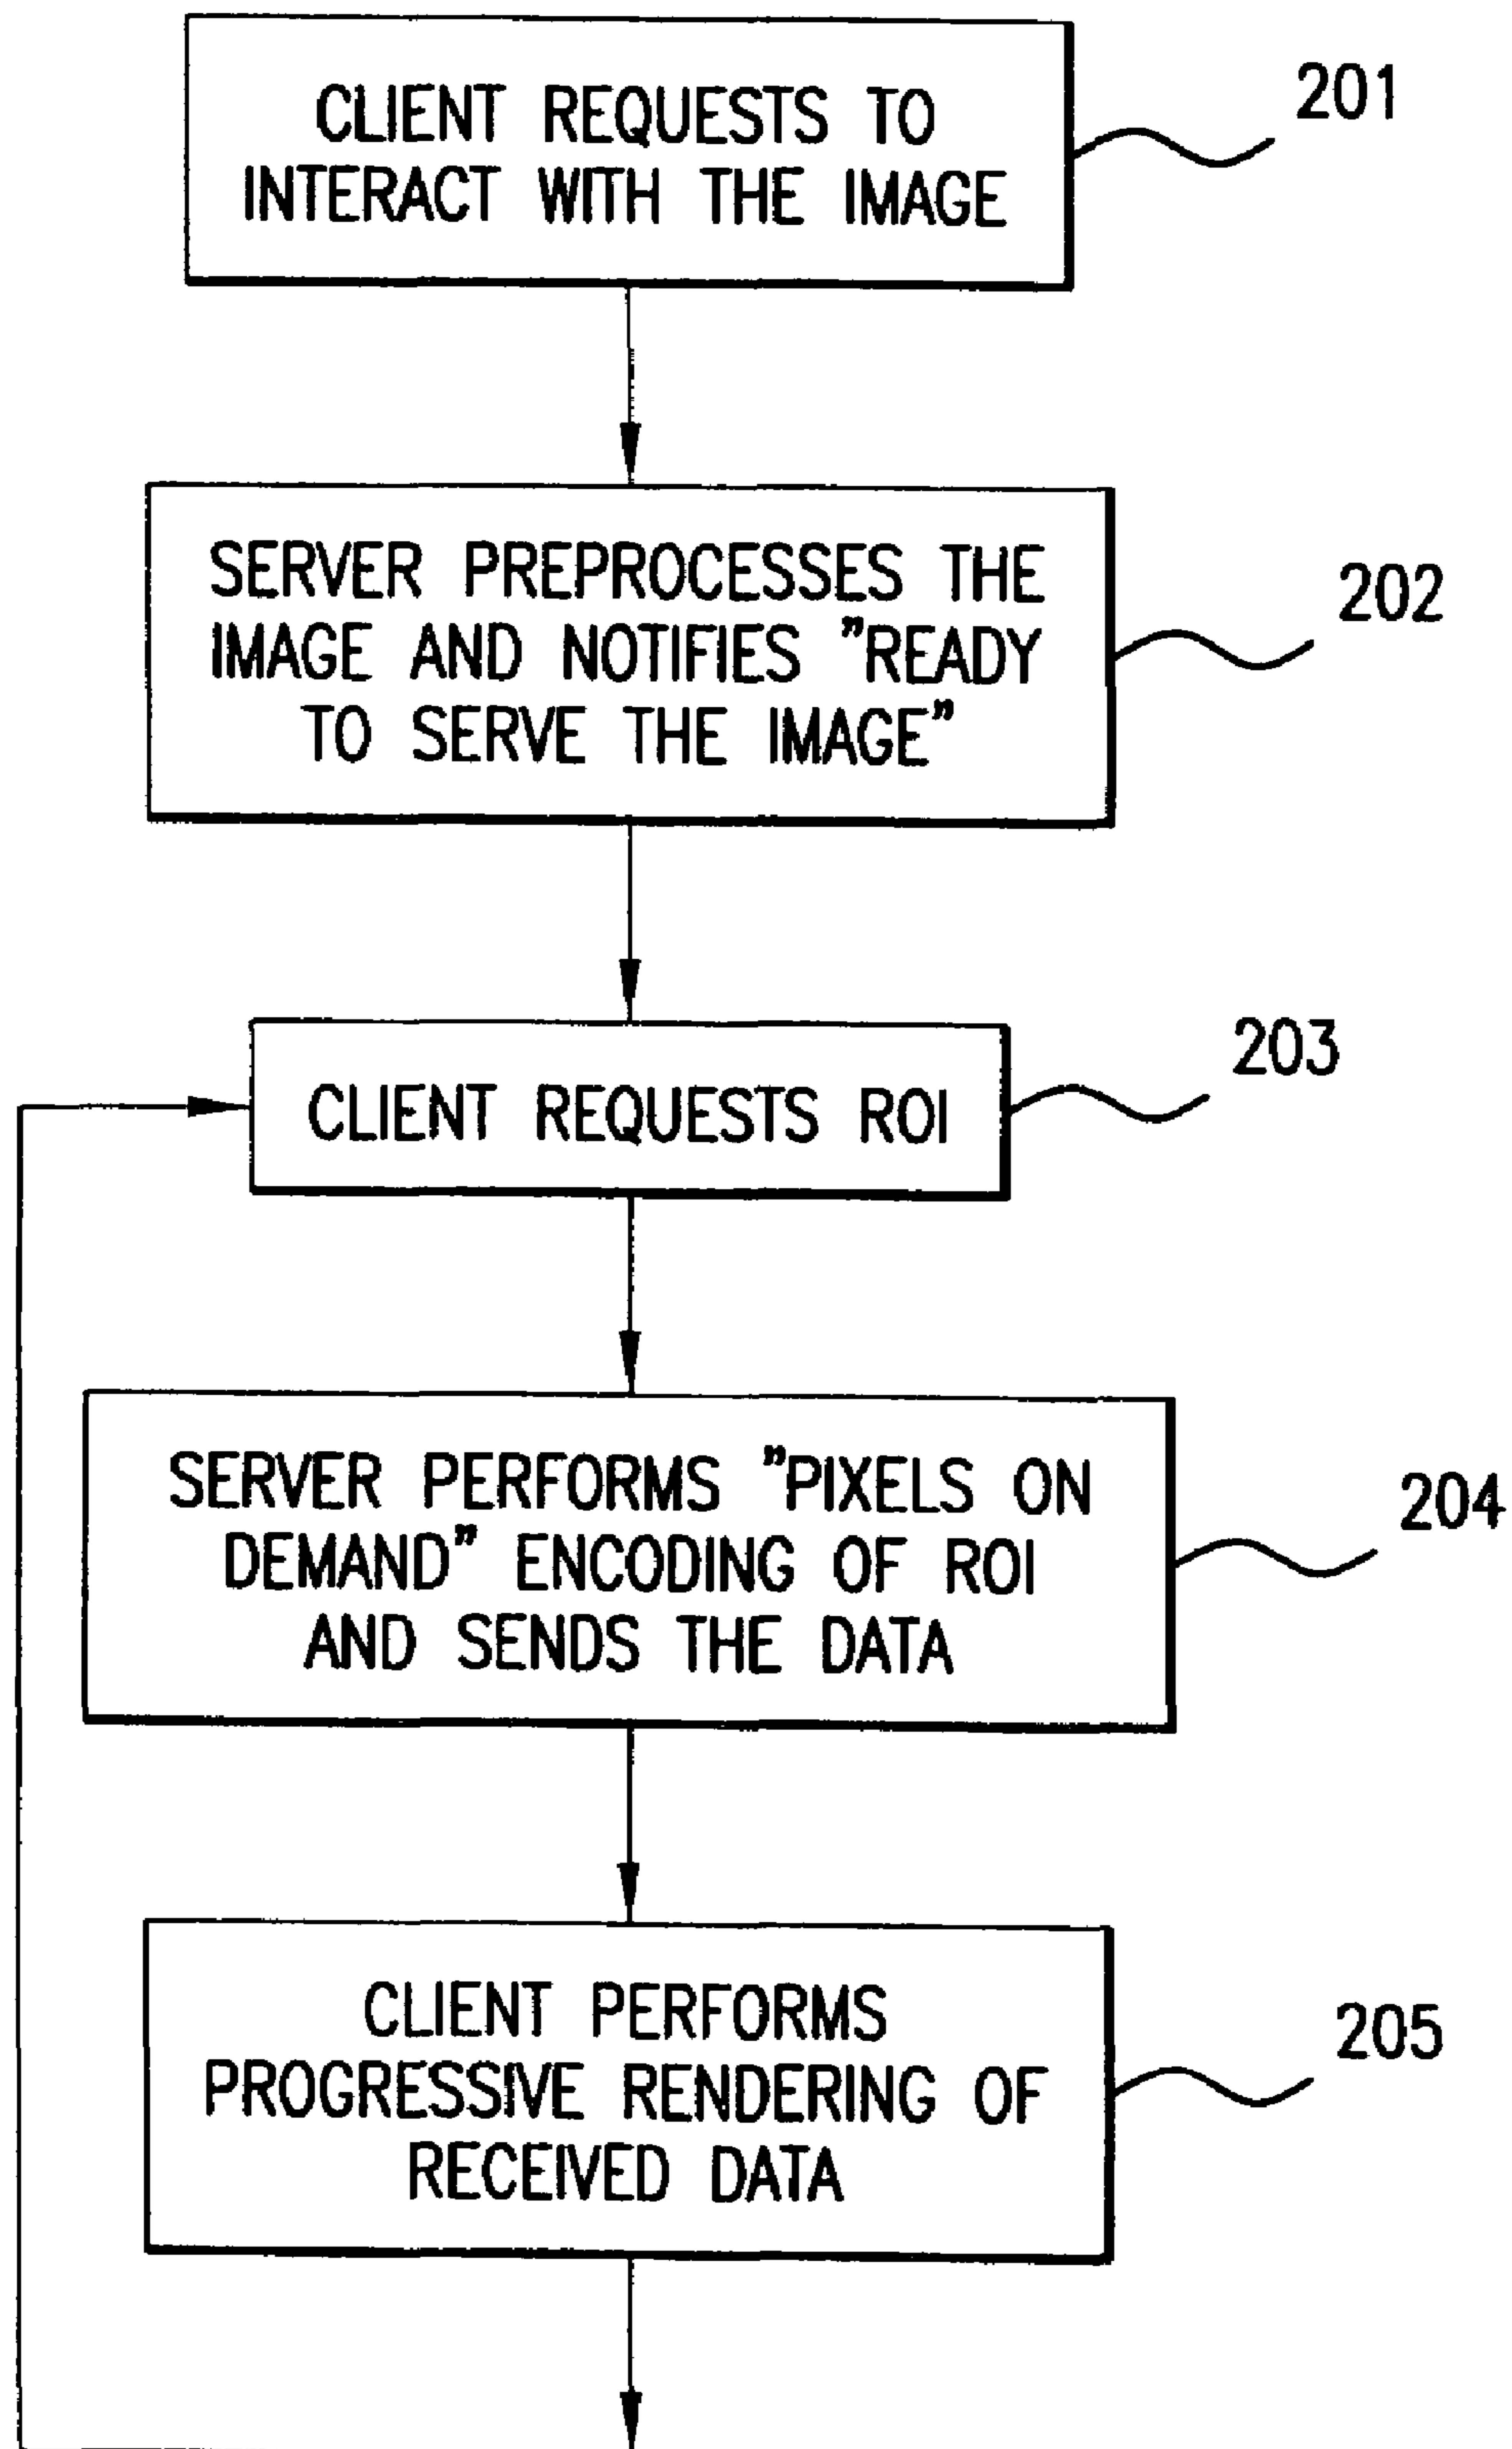 CLIENT REQUESTS TO
INTERACT WITH THE IMAGE
201
SERVER PREPROCESSES THE
IMAGE AND NOTIFIES ”READY
TO SERVE THE IMAGE”
202
CLIENT REQUESTS ROI
203
SERVER PERFORMS ”PIXELS ON
DEMAND” ENCODING OF ROI
AND SENDS THE DATA
204
CLIENT PERFORMS
PROGRESSIVE RENDERING OF
RECEIVED DATA
205